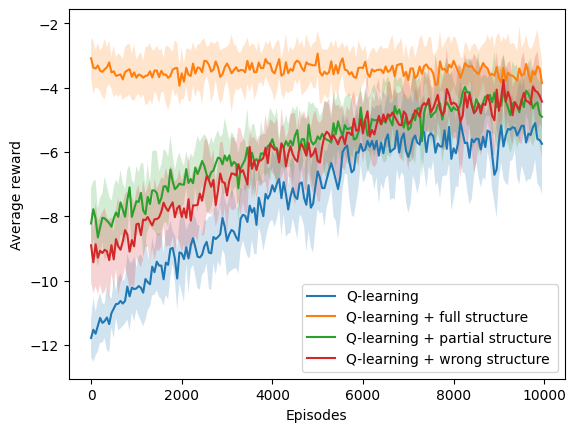 −2
−4
−6
−8
−10
−12
Average reward
0
2000
4000
6000
8000
10000
Episodes
Q-learning
Q-learning + full structure
Q-learning + partial structure
Q-learning + wrong structure